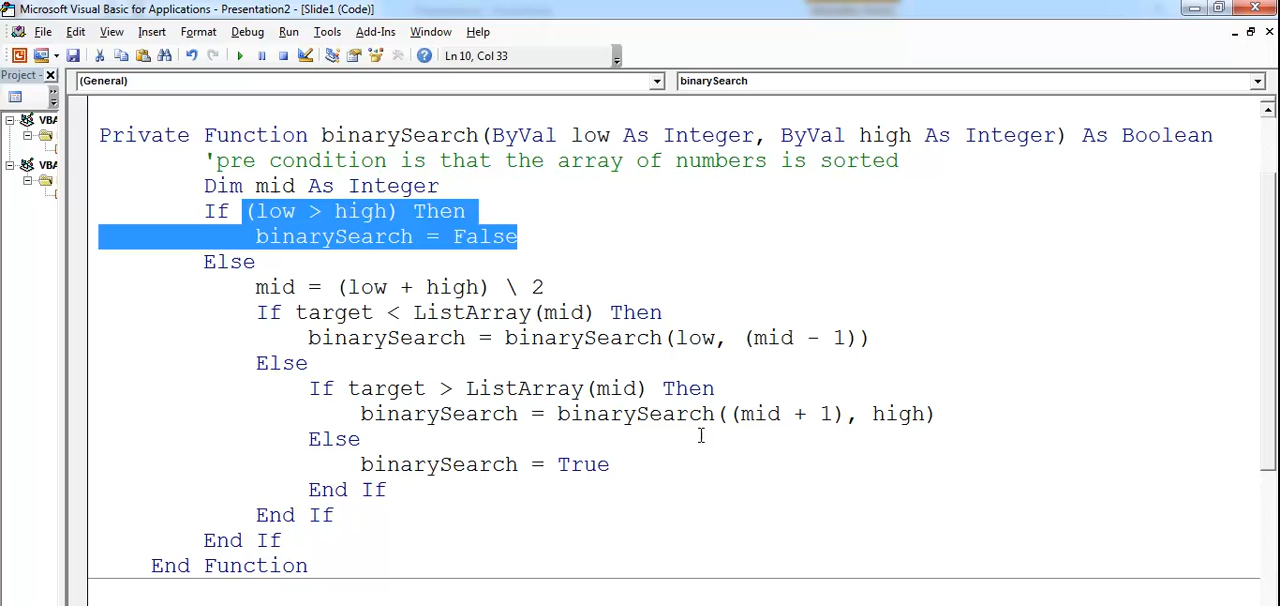 Microsoft Visual Basic for Applications - Presentation2 - [Slide1 (Code)]
File Edit View Insert Format Debug Run Tools Add-Ins Window Help
Ln 10, Col 33
Project -
(General) binarySearch
VBA
VBA
Private Function binarySearch(ByVal low As Integer, ByVal high As Integer) As Boolean
'pre condition is that the array of numbers is sorted
Dim mid As Integer
If (low > high) Then
binarySearch = False
Else
mid = (low + high) \ 2
If target < ListArray(mid) Then
binarySearch = binarySearch(low, (mid - 1))
Else
If target > ListArray(mid) Then
binarySearch = binarySearch((mid + 1), high)
Else
binarySearch = True
End If
End If
End If
End Function